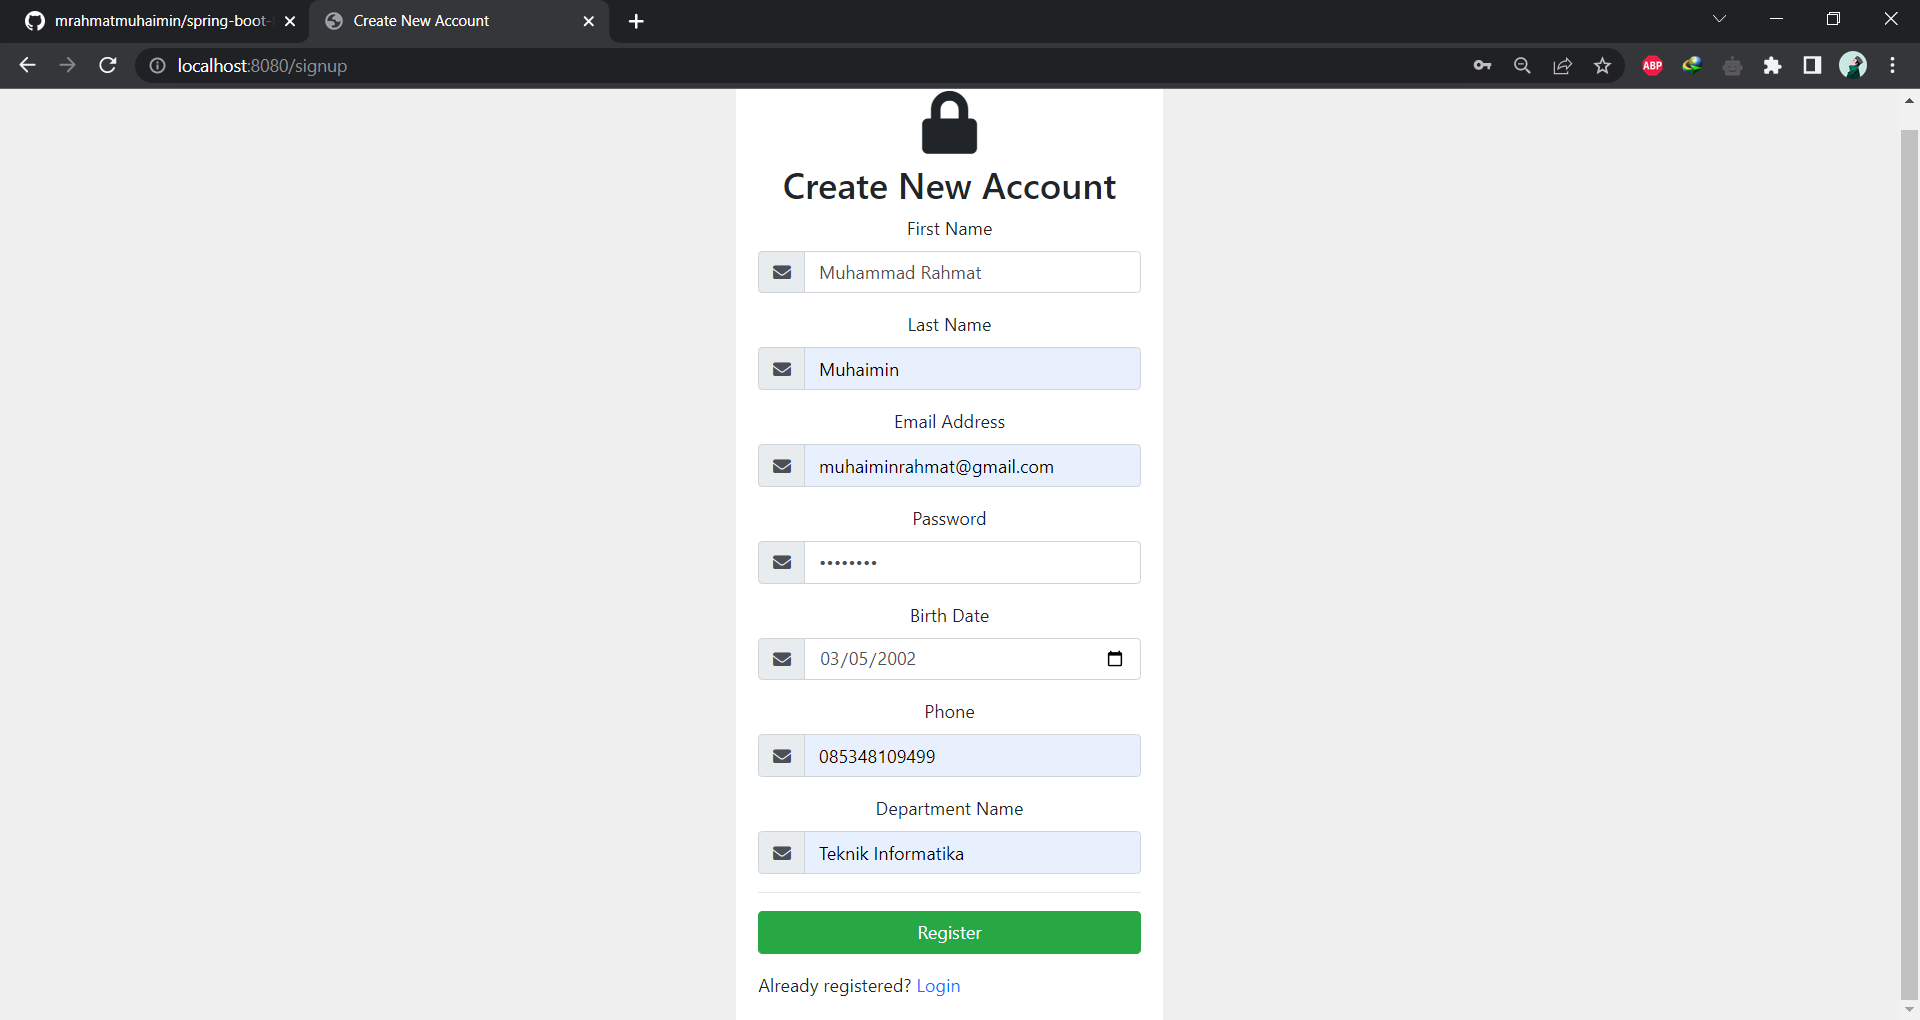 mrahmatmuhaimin/spring-boot-
Create New Account
localhost:8080/signup
ABP
Create New Account
First Name
Muhammad Rahmat
Last Name
Muhaimin
Email Address
muhaiminrahmat@gmail.com
Password
••••••••
Birth Date
03/05/2002
Phone
085348109499
Department Name
Teknik Informatika
Register
Already registered? Login